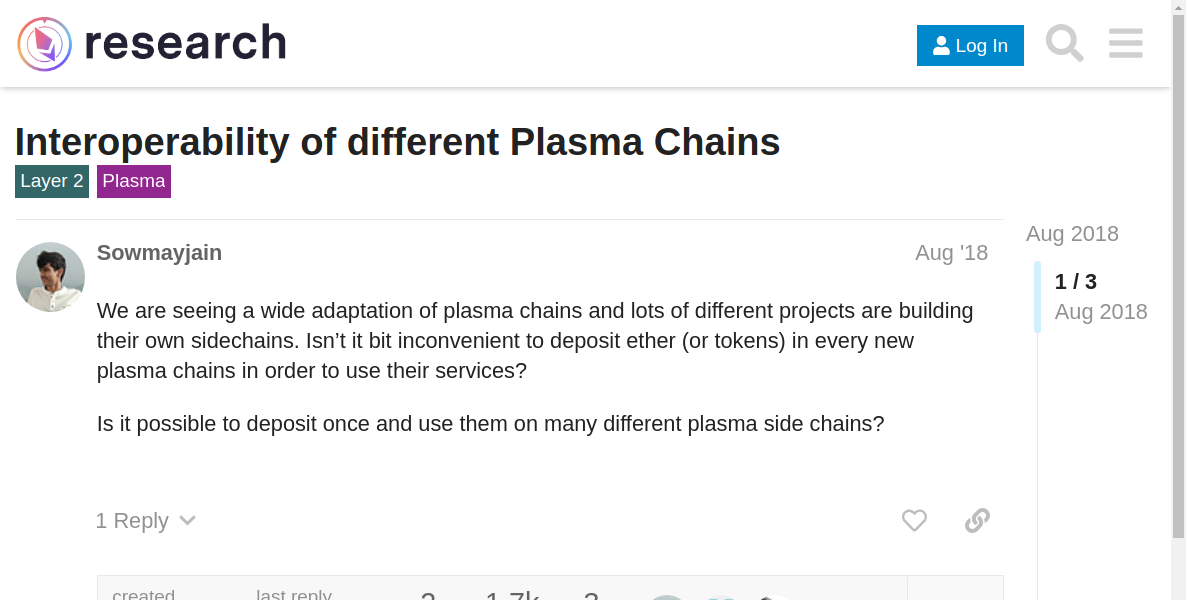 research
Log In
Interoperability of different Plasma Chains
Layer 2 Plasma
Sowmayjain
Aug '18
We are seeing a wide adaptation of plasma chains and lots of different projects are building
their own sidechains. Isn’t it bit inconvenient to deposit ether (or tokens) in every new
plasma chains in order to use their services?
Is it possible to deposit once and use them on many different plasma side chains?
1 Reply
Aug 2018
1 / 3
Aug 2018
created last reply 1.7k